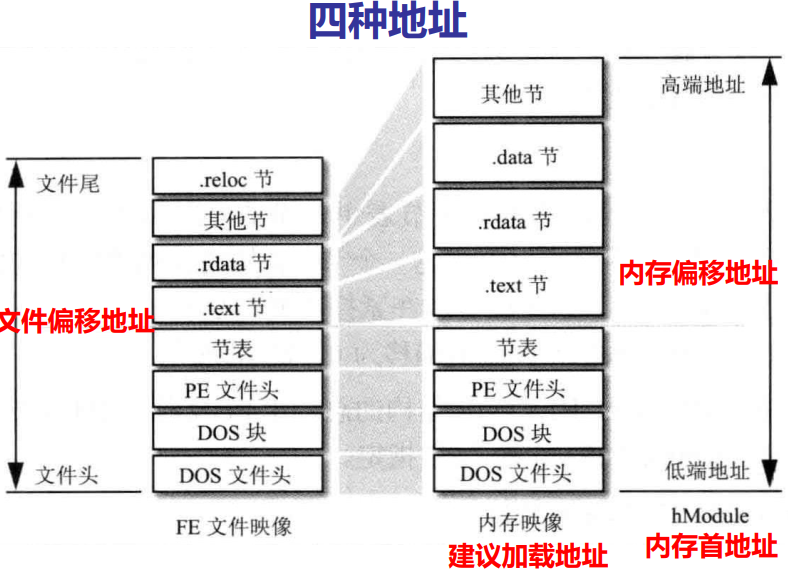 四种地址
高端地址
其他节
.data 节
.rdata 节
.text 节
内存偏移地址
节表
PE 文件头
DOS 块
DOS 文件头
低端地址
内存映像
hModule
建议加载地址
内存首地址
文件尾
.reloc 节
其他节
.rdata 节
.text 节
文件偏移地址
节表
PE 文件头
DOS 块
DOS 文件头
文件头
FE 文件映像